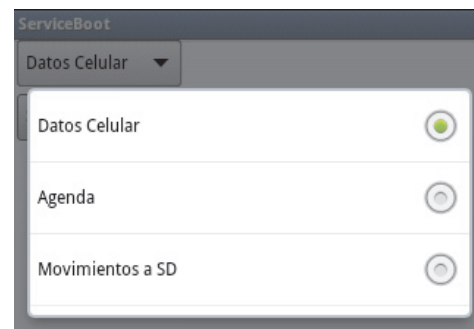 ServiceBoot
Datos Celular
Datos Celular
Agenda
Movimientos a SD